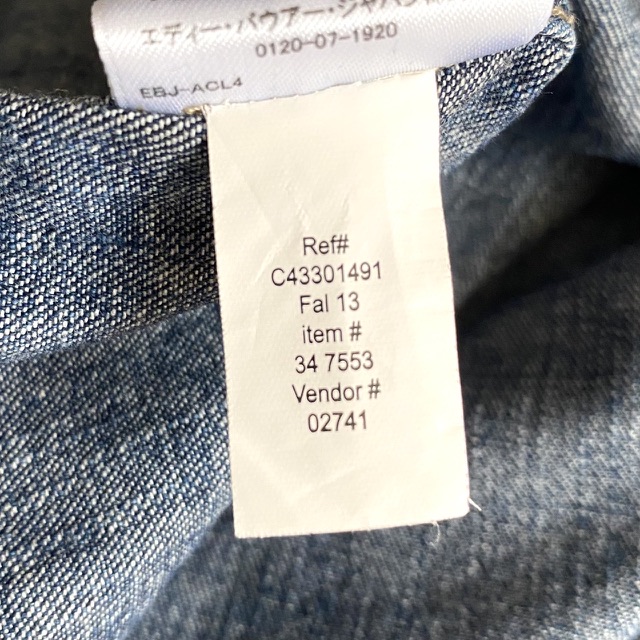 エディー・バウアー・ジャパン
0120-07-1920
EBJ-ACL4
Ref#
C43301491
Fal 13
item #
34 7553
Vendor #
02741